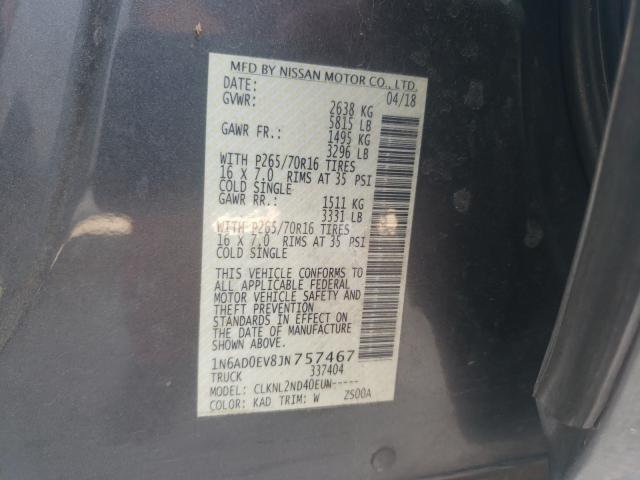 MFD BY NISSAN MOTOR CO., LTD.
DATE: 04/18
GVWR: 2638 KG
5815 LB
GAWR FR.: 1495 KG
3296 LB
WITH P265/70R16 TIRES
16 X 7.0 RIMS AT 35 PSI
COLD SINGLE
GAWR RR.: 1511 KG
3331 LB
WITH P265/70R16 TIRES
16 X 7.0 RIMS AT 35 PSI
COLD SINGLE
THIS VEHICLE CONFORMS TO
ALL APPLICABLE FEDERAL
MOTOR VEHICLE SAFETY AND
THEFT PREVENTION
STANDARDS IN EFFECT ON
THE DATE OF MANUFACTURE
SHOWN ABOVE.
1N6AD0EV8JN757467
TRUCK 337404
MODEL: CLKNL2ND40EUN-----
COLOR: KAD TRIM: W ZS00A